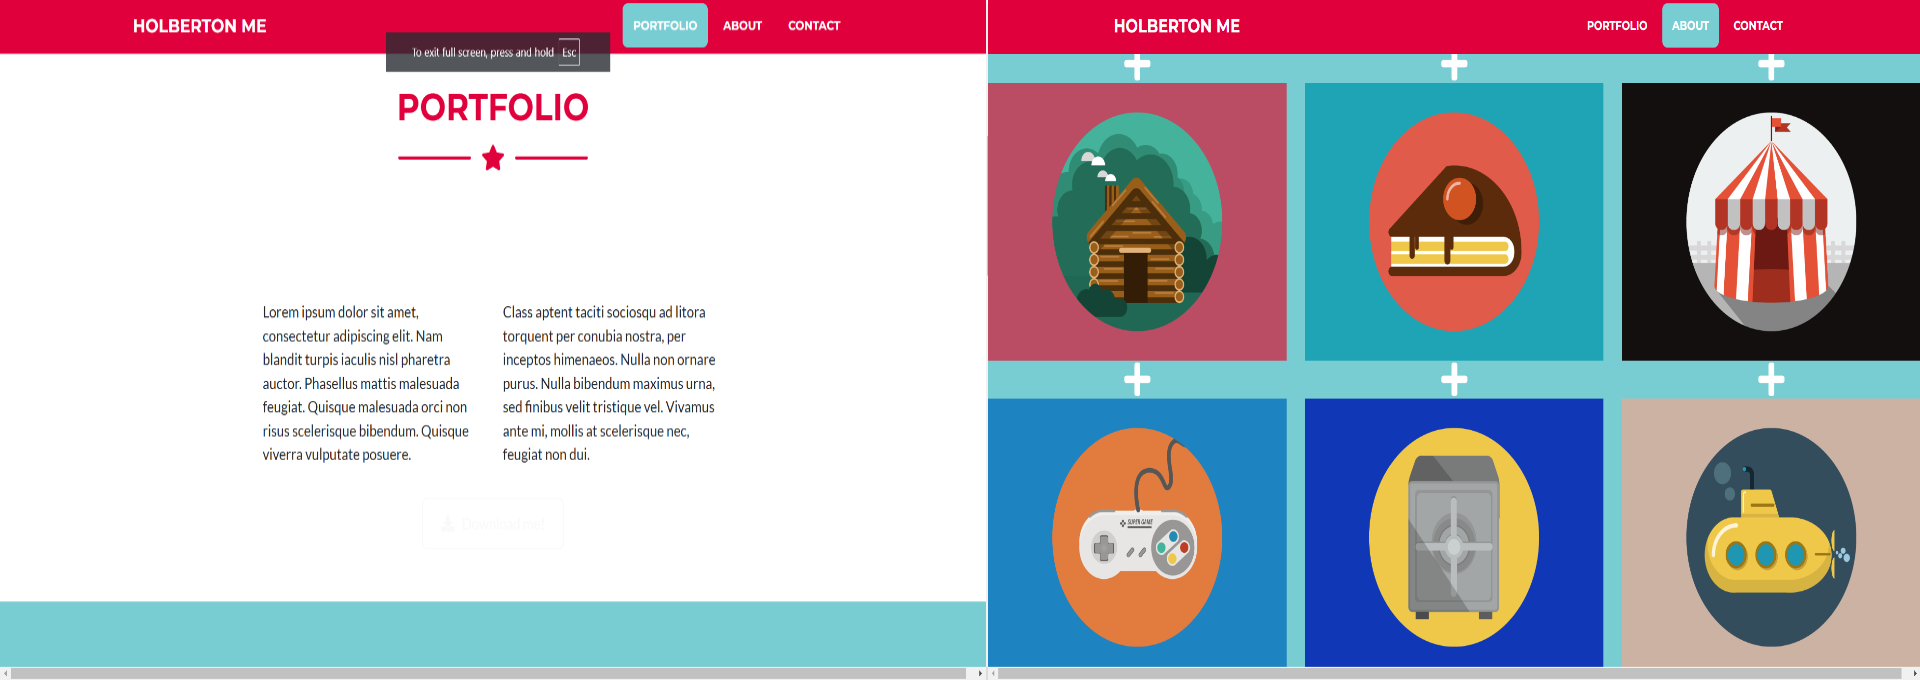 HOLBERTON ME
PORTFOLIO
ABOUT
CONTACT
To exit full screen, press and hold Esc
PORTFOLIO
Lorem ipsum dolor sit amet,
consectetur adipiscing elit. Nam
blandit turpis iaculis nisl pharetra
auctor. Phasellus mattis malesuada
feugiat. Quisque malesuada orci non
risus scelerisque bibendum. Quisque
viverra vulputate posuere.
Class aptent taciti sociosqu ad litora
torquent per conubia nostra, per
inceptos himenaeos. Nulla non ornare
purus. Nulla bibendum maximus urna,
sed finibus velit tristique vel. Vivamus
ante mi, mollis at scelerisque nec,
feugiat non dui.
Download me!
HOLBERTON ME
PORTFOLIO
ABOUT
CONTACT
SUPER GAME